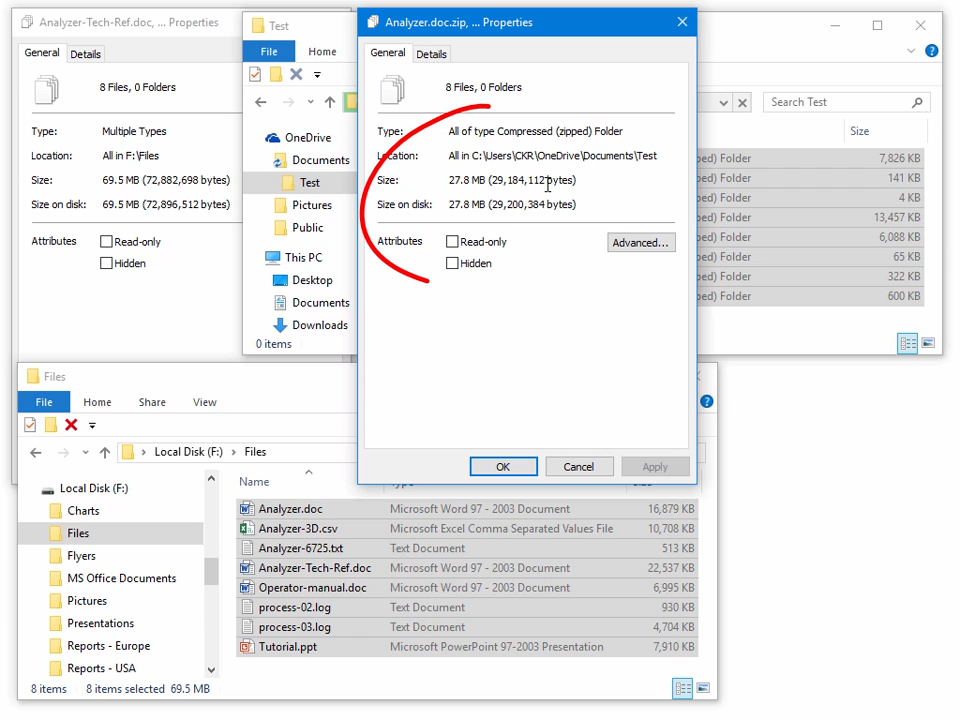 Analyzer-Tech-Ref.doc, ... Properties
General Details
8 Files, 0 Folders
Type: Multiple Types
Location: All in F:\Files
Size: 69.5 MB (72,882,698 bytes)
Size on disk: 69.5 MB (72,896,512 bytes)
Attributes Read-only
Hidden
Test
File Home
OneDrive
Documents
Test
Pictures
Public
This PC
Desktop
Documents
Downloads
0 items
Analyzer.doc.zip, ... Properties
General Details
8 Files, 0 Folders
Type: All of type Compressed (zipped) Folder
Location: All in C:\Users\CKR\OneDrive\Documents\Test
Size: 27.8 MB (29,184,112 bytes)
Size on disk: 27.8 MB (29,200,384 bytes)
Attributes Read-only Advanced...
Hidden
OK Cancel Apply
Search Test
Size
ped) Folder 7,826 KB
ped) Folder 141 KB
ped) Folder 4 KB
ped) Folder 13,457 KB
ped) Folder 6,088 KB
ped) Folder 65 KB
ped) Folder 322 KB
ped) Folder 600 KB
Files
File Home Share View
Local Disk (F:) Files
Local Disk (F:)
Charts
Files
Flyers
MS Office Documents
Pictures
Presentations
Reports - Europe
Reports - USA
Name Type Size
Analyzer.doc Microsoft Word 97 - 2003 Document 16,879 KB
Analyzer-3D.csv Microsoft Excel Comma Separated Values File 10,708 KB
Analyzer-6725.txt Text Document 513 KB
Analyzer-Tech-Ref.doc Microsoft Word 97 - 2003 Document 22,537 KB
Operator-manual.doc Microsoft Word 97 - 2003 Document 6,995 KB
process-02.log Text Document 930 KB
process-03.log Text Document 4,704 KB
Tutorial.ppt Microsoft PowerPoint 97-2003 Presentation 7,910 KB
8 items 8 items selected 69.5 MB